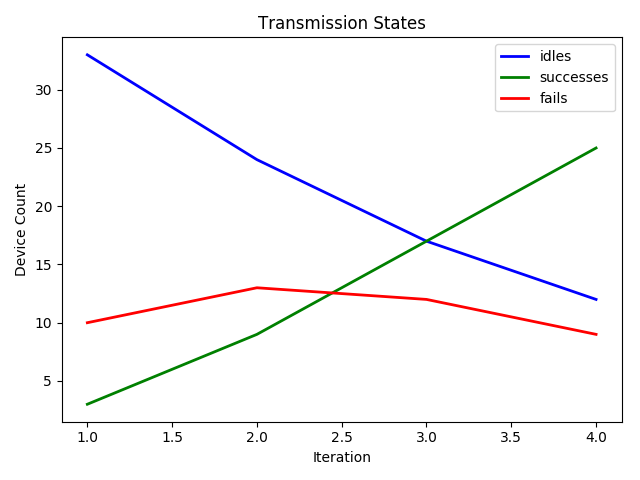 Transmission States
idles
successes
fails
Device Count
30
25
20
15
10
5
1.0 1.5 2.0 2.5 3.0 3.5 4.0
Iteration